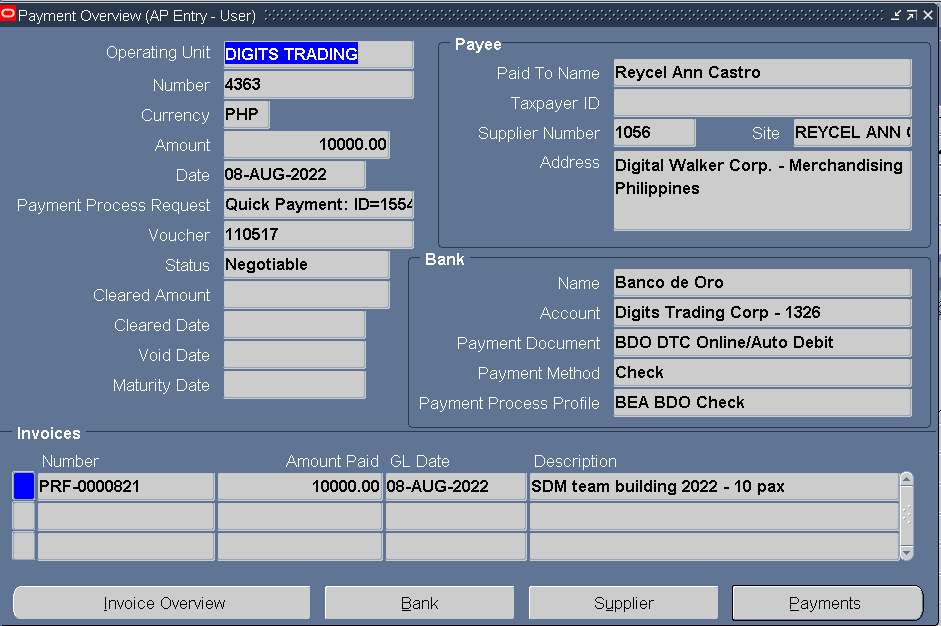 Payment Overview (AP Entry - User)
Operating Unit DIGITS TRADING
Number 4363
Currency PHP
Amount 10000.00
Date 08-AUG-2022
Payment Process Request Quick Payment: ID=1554
Voucher 110517
Status Negotiable
Cleared Amount
Cleared Date
Void Date
Maturity Date
Payee
Paid To Name Reycel Ann Castro
Taxpayer ID
Supplier Number 1056 Site REYCEL ANN
Address Digital Walker Corp. - Merchandising
Philippines
Bank
Name Banco de Oro
Account Digits Trading Corp - 1326
Payment Document BDO DTC Online/Auto Debit
Payment Method Check
Payment Process Profile BEA BDO Check
Invoices
Number Amount Paid GL Date Description
PRF-0000821 10000.00 08-AUG-2022 SDM team building 2022 - 10 pax
Invoice Overview Bank Supplier Payments